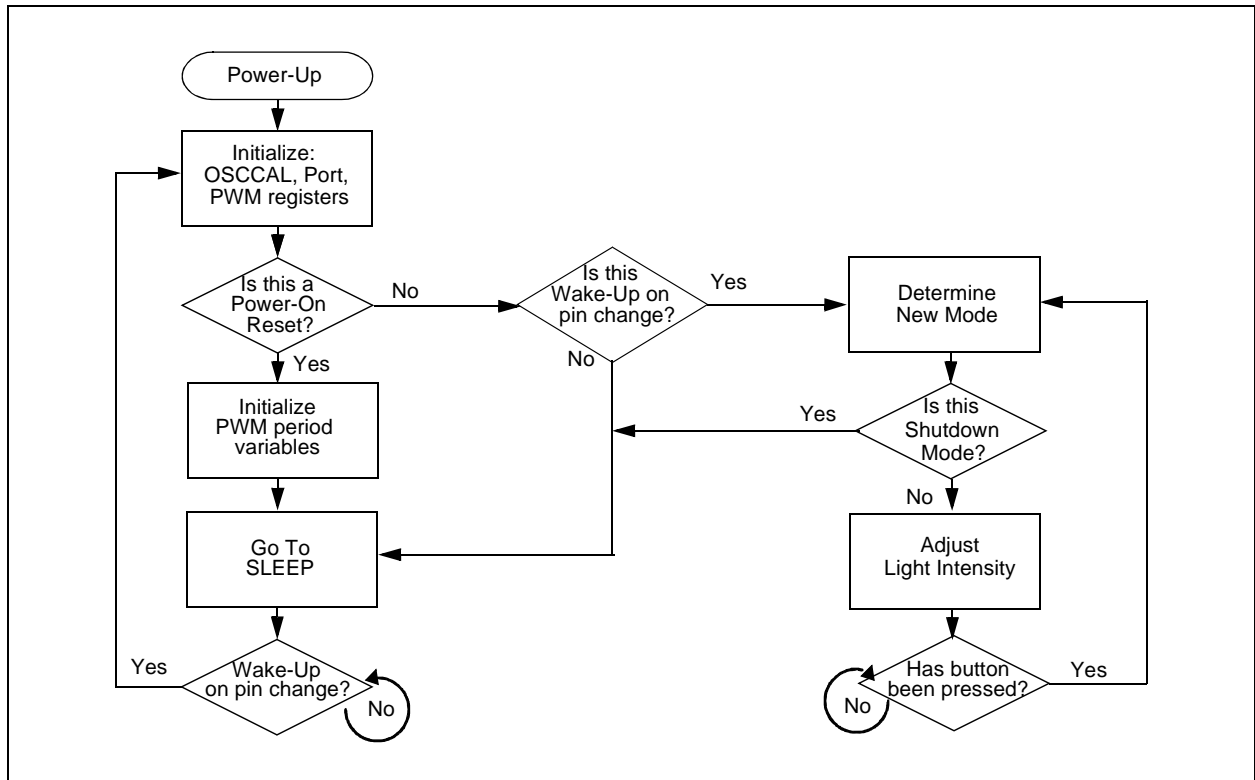 Power-Up
Initialize:
OSCCAL, Port,
PWM registers
Is this a
Power-On
Reset?
No
Yes
Is this
Wake-Up on
pin change?
Yes
No
Determine
New Mode
Initialize
PWM period
variables
Is this
Shutdown
Mode?
Yes
No
Go To
SLEEP
Adjust
Light Intensity
Wake-Up
on pin change?
Yes
No
Has button
been pressed?
Yes
No